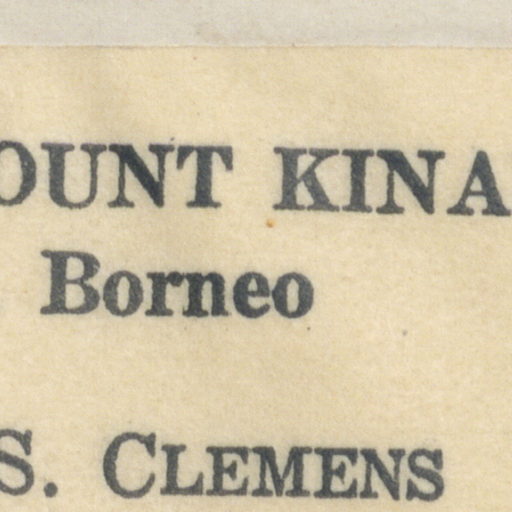 OUNT KINA
Borneo
S. CLEMENS